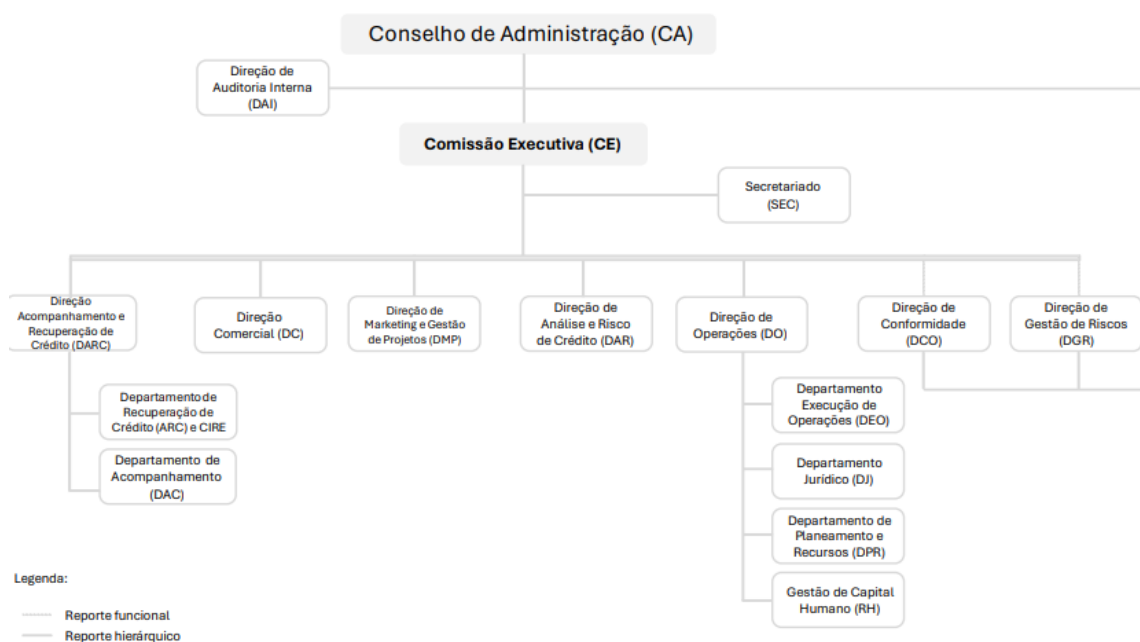 Conselho de Administração (CA)
Direção de
Auditoria Interna
(DAI)
Comissão Executiva (CE)
Secretariado
(SEC)
Direção
Acompanhamento e
Recuperação de
Crédito (DARC)
Direção
Comercial (DC)
Direção de
Marketing e Gestão
de Projetos (DMP)
Direção de
Análise e Risco
de Crédito (DAR)
Direção de
Operações (DO)
Direção de
Conformidade
(DCO)
Direção de
Gestão de Riscos
(DGR)
Departamento de
Recuperação de
Crédito (ARC) e CIRE
Departamento de
Acompanhamento
(DAC)
Departamento
Execução de
Operações (DEO)
Departamento
Jurídico (DJ)
Departamento de
Planeamento e
Recursos (DPR)
Gestão de Capital
Humano (RH)
Legenda:
Reporte funcional
Reporte hierárquico